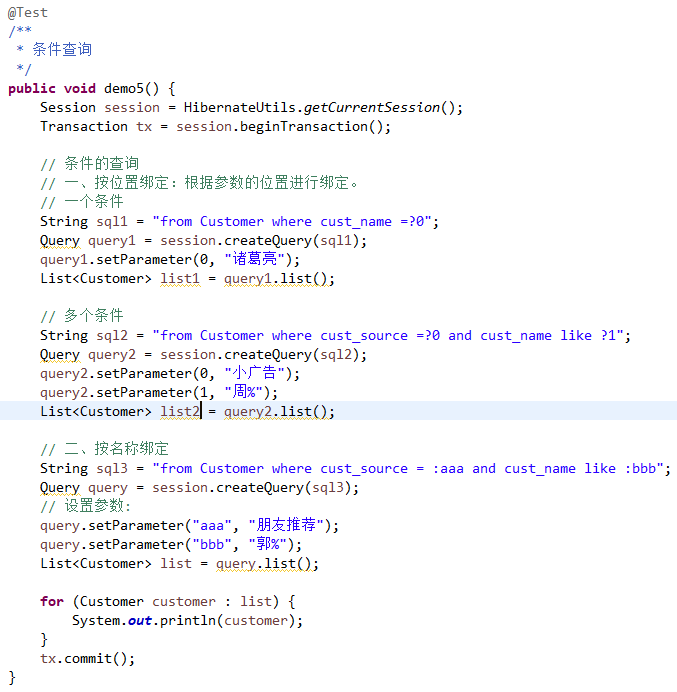 @Test
/**
 * 条件查询
 */
public void demo5() {
    Session session = HibernateUtils.getCurrentSession();
    Transaction tx = session.beginTransaction();

    // 条件的查询
    // 一、按位置绑定：根据参数的位置进行绑定。
    // 一个条件
    String sql1 = "from Customer where cust_name =?0";
    Query query1 = session.createQuery(sql1);
    query1.setParameter(0, "诸葛亮");
    List<Customer> list1 = query1.list();

    // 多个条件
    String sql2 = "from Customer where cust_source =?0 and cust_name like ?1";
    Query query2 = session.createQuery(sql2);
    query2.setParameter(0, "小广告");
    query2.setParameter(1, "周%");
    List<Customer> list2 = query2.list();

    // 二、按名称绑定
    String sql3 = "from Customer where cust_source = :aaa and cust_name like :bbb";
    Query query = session.createQuery(sql3);
    // 设置参数:
    query.setParameter("aaa", "朋友推荐");
    query.setParameter("bbb", "郭%");
    List<Customer> list = query.list();

    for (Customer customer : list) {
        System.out.println(customer);
    }
    tx.commit();
}